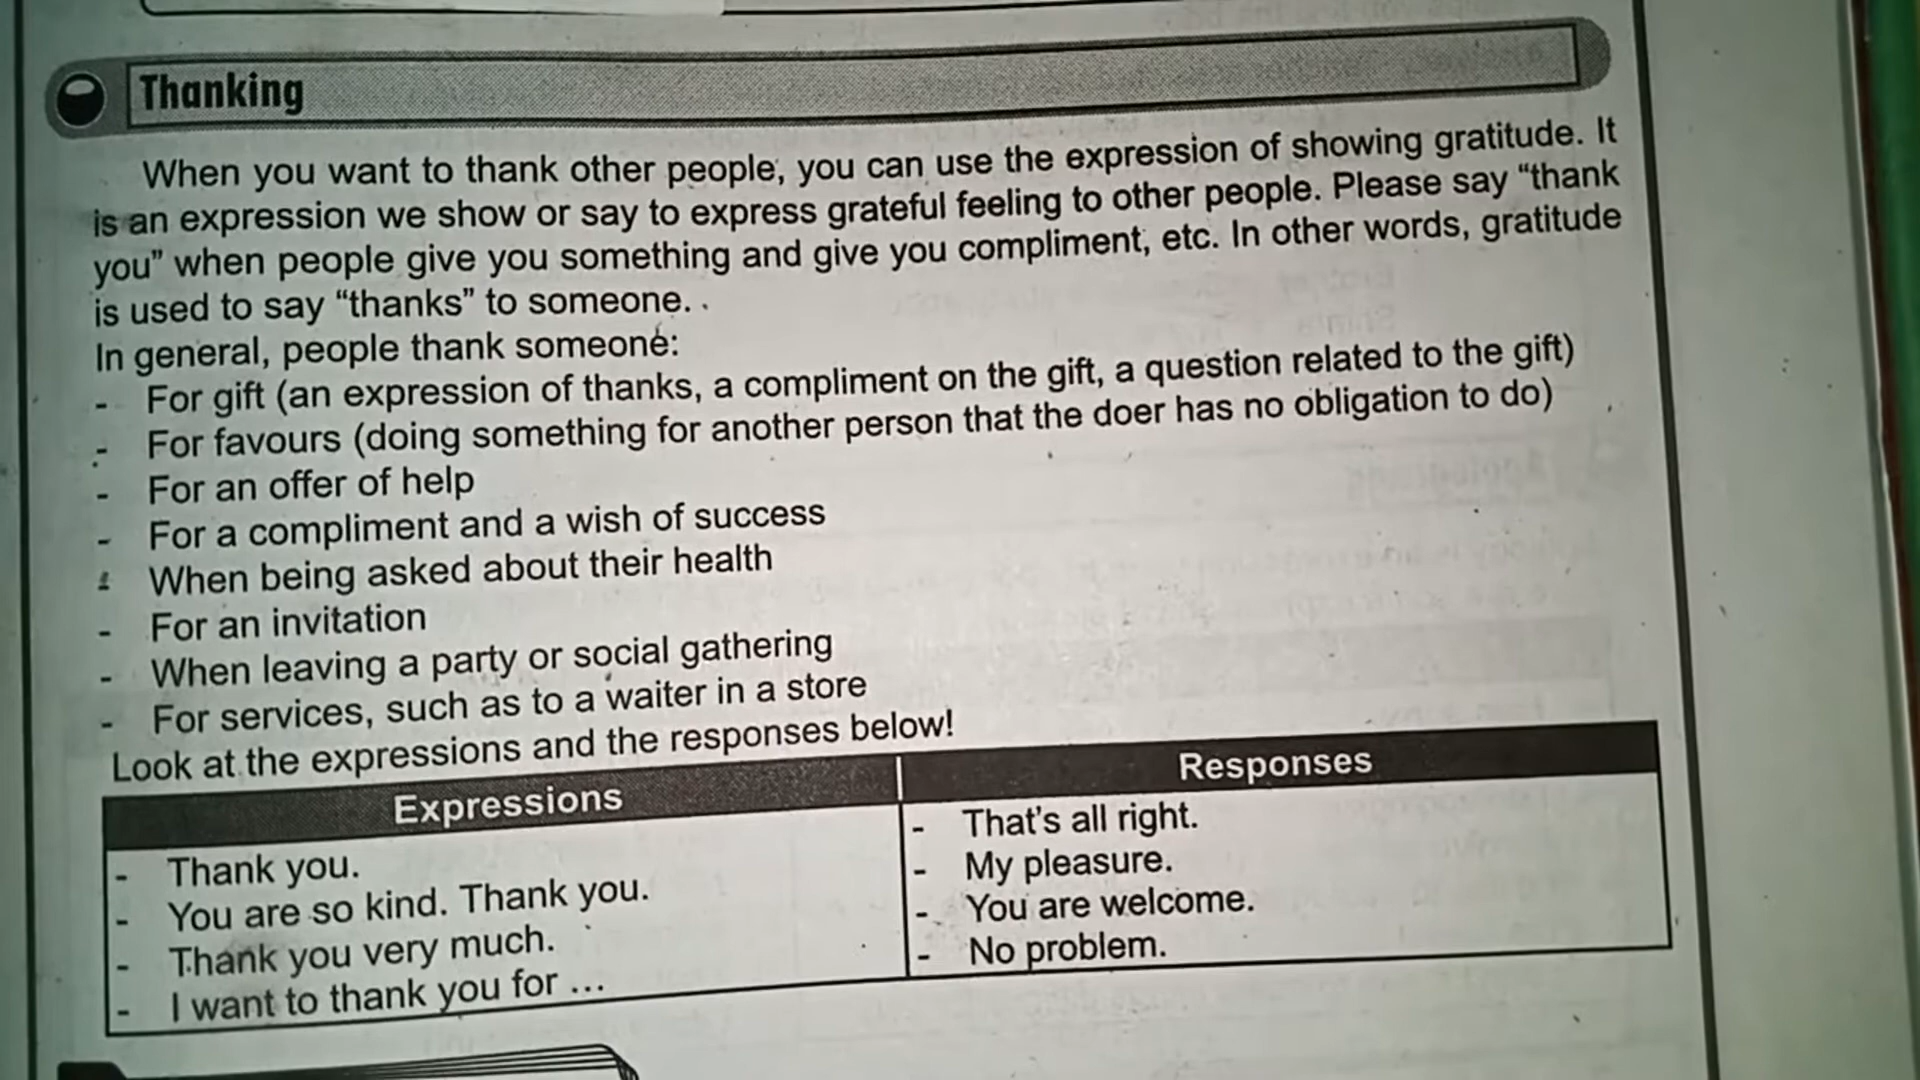 Thanking
When you want to thank other people, you can use the expression of showing gratitude. It
is an expression we show or say to express grateful feeling to other people. Please say “thank
you” when people give you something and give you compliment, etc. In other words, gratitude
is used to say “thanks” to someone.
In general, people thank someone:
- For gift (an expression of thanks, a compliment on the gift, a question related to the gift)
- For favours (doing something for another person that the doer has no obligation to do)
- For an offer of help
- For a compliment and a wish of success
- When being asked about their health
- For an invitation
- When leaving a party or social gathering
- For services, such as to a waiter in a store
Look at the expressions and the responses below!
Expressions
- Thank you.
- You are so kind. Thank you.
- Thank you very much.
- I want to thank you for ...
Responses
- That's all right.
- My pleasure.
- You are welcome.
- No problem.